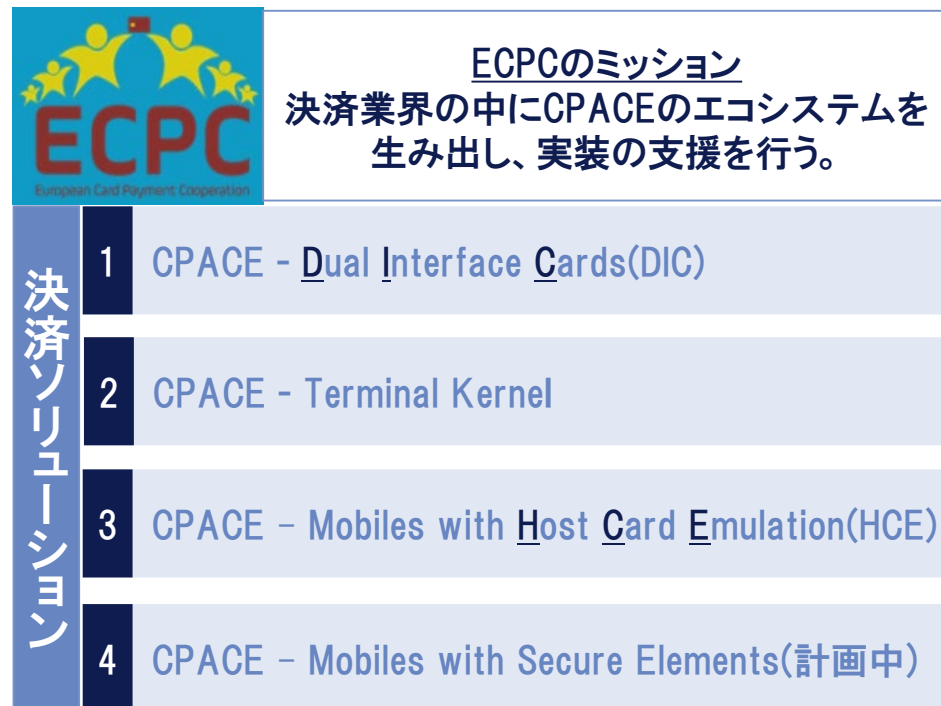 ECPC
European Card Payment Cooperation
ECPCのミッション
決済業界の中にCPACEのエコシステムを
生み出し、実装の支援を行う。
決済ソリューション
1 CPACE - Dual Interface Cards(DIC)
2 CPACE - Terminal Kernel
3 CPACE – Mobiles with Host Card Emulation(HCE)
4 CPACE – Mobiles with Secure Elements(計画中)